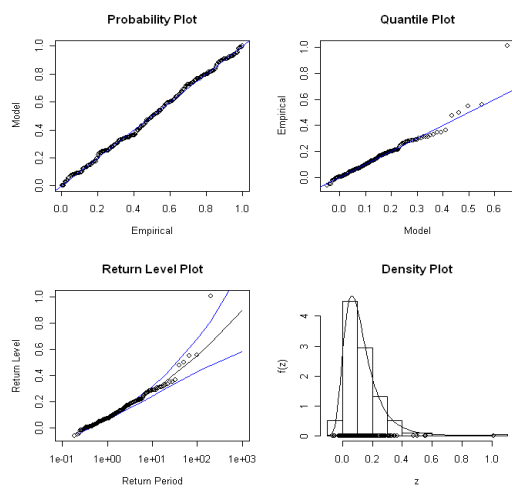 Probability Plot
Model
0.0 0.2 0.4 0.6 0.8 1.0
0.0 0.2 0.4 0.6 0.8 1.0
Empirical
Quantile Plot
Empirical
0.0 0.2 0.4 0.6 0.8 1.0
0.0 0.1 0.2 0.3 0.4 0.5 0.6
Model
Return Level Plot
Return Level
0.0 0.2 0.4 0.6 0.8 1.0
1e-01 1e+00 1e+01 1e+02 1e+03
Return Period
Density Plot
f(z)
0 1 2 3 4
0.0 0.2 0.4 0.6 0.8 1.0
z